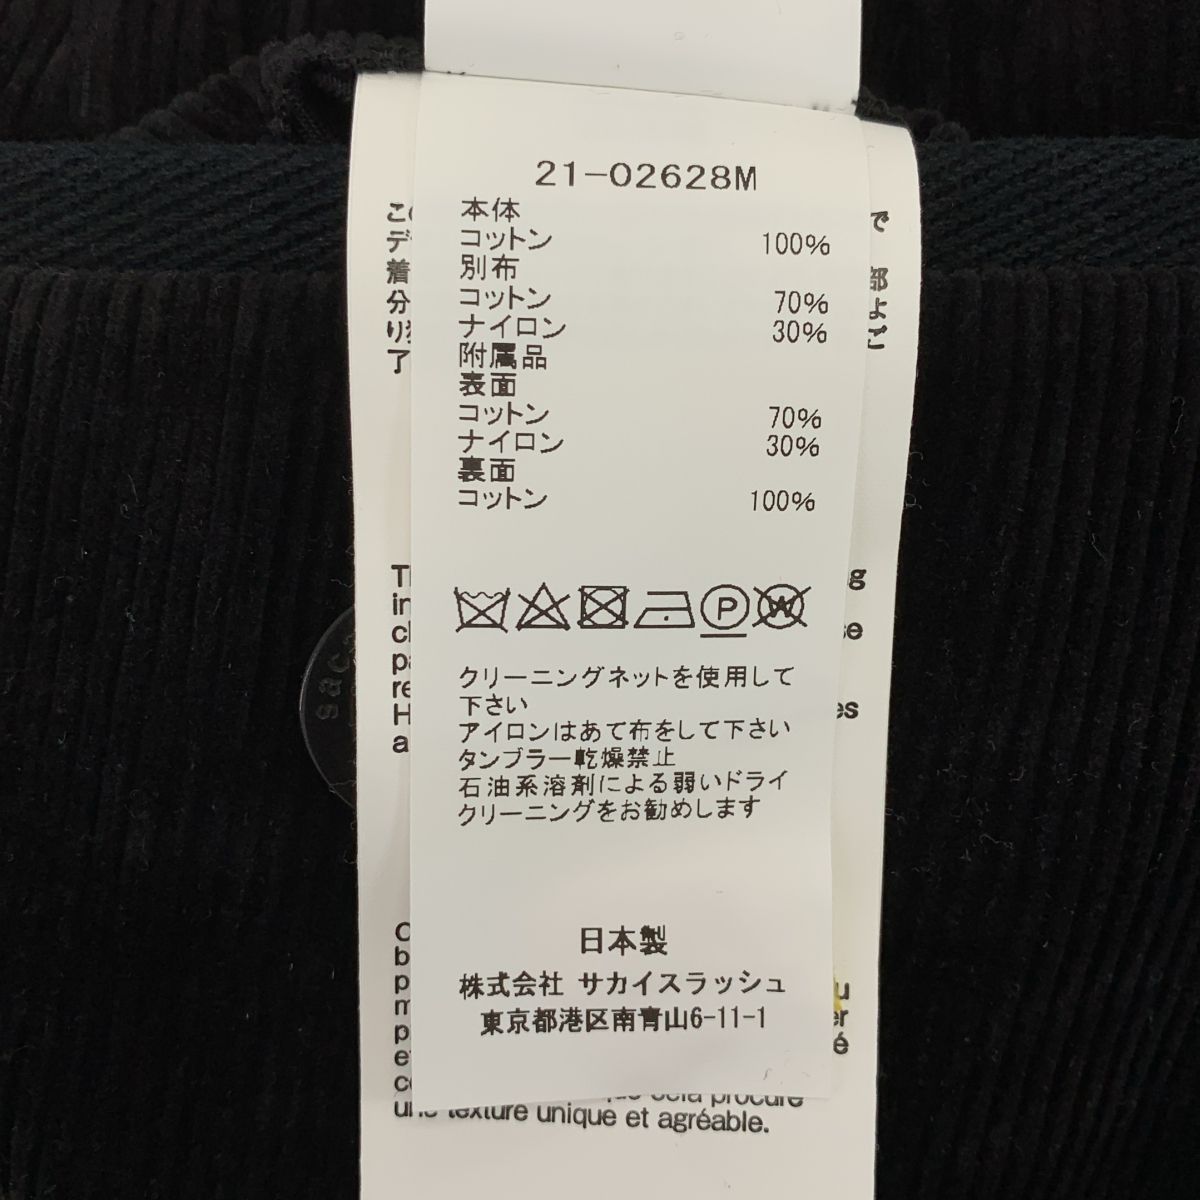 21-02628M
本体
コットン 100%
別布
コットン 70%
ナイロン 30%
附属品
表面
コットン 70%
ナイロン 30%
裏面
コットン 100%
P W
クリーニングネットを使用して
下さい
アイロンはあて布をして下さい
タンブラー乾燥禁止
石油系溶剤による弱いドライ
クリーニングをお勧めします
日本製
株式会社 サカイスラッシュ
東京都港区南青山6-11-1
procure
texture unique et agréable.